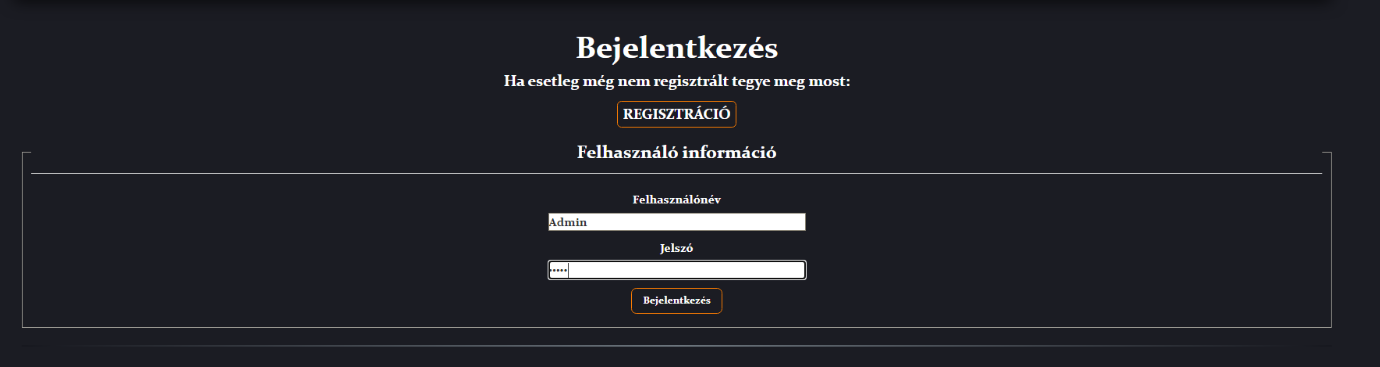 Bejelentkezés
Ha esetleg még nem regisztrált tegye meg most:
REGISZTRÁCIÓ
Felhasználó információ
Felhasználónév
Admin
Jelszó
•••••
Bejelentkezés